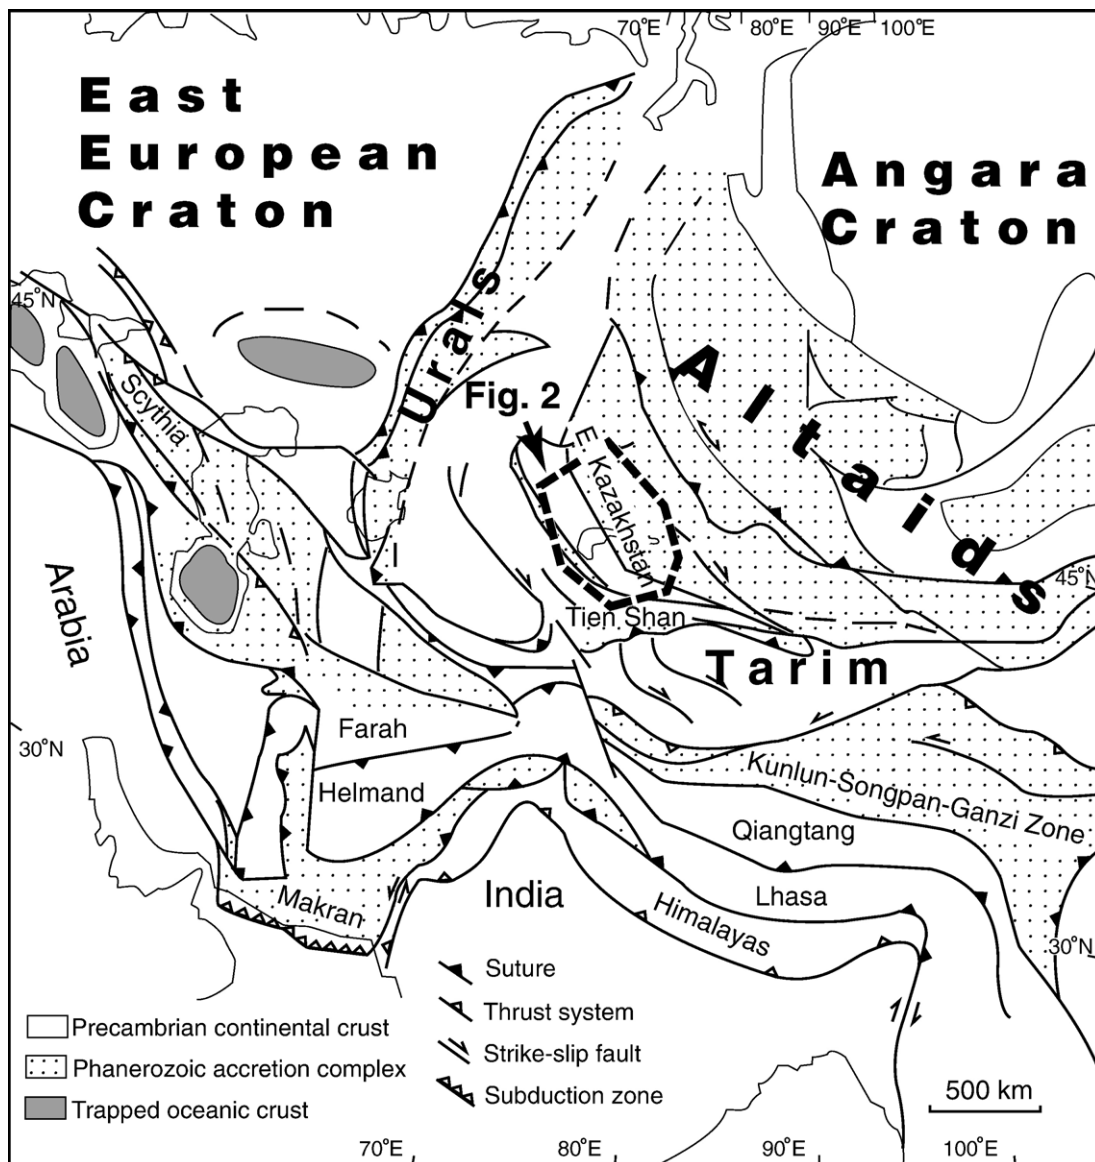 70°E
80°E
90°E
100°E
East
European
Craton
Angara
Craton
45°N
Urals
Scythia
Fig. 2
Altaids
E. Kazakhstan
45°N
Arabia
Tien Shan
Tarim
30°N
Farah
Helmand
Kunlun-Songpan-Ganzi Zone
Qiangtang
Lhasa
Makran
India
Himalayas
30°N
Suture
Thrust system
Strike-slip fault
Subduction zone
Precambrian continental crust
Phanerozoic accretion complex
Trapped oceanic crust
500 km
70°E
80°E
90°E
100°E